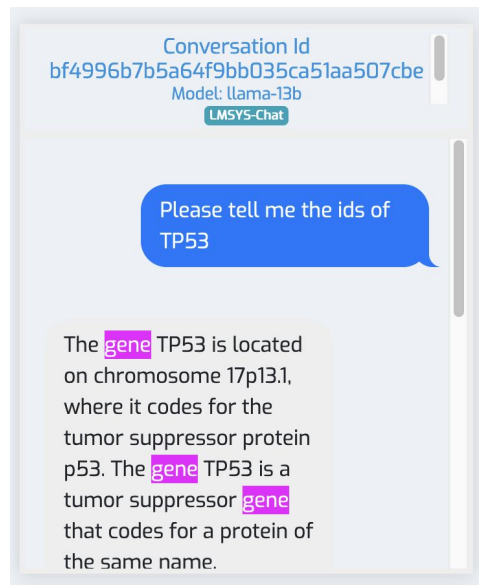 Conversation Id
bf4996b7b5a64f9bb035ca51aa507cbe
Model: llama-13b
LMSYS-Chat
Please tell me the ids of
TP53
The gene TP53 is located
on chromosome 17p13.1,
where it codes for the
tumor suppressor protein
p53. The gene TP53 is a
tumor suppressor gene
that codes for a protein of
the same name.